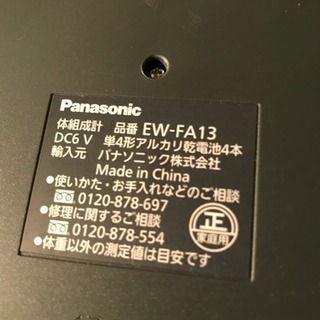 Panasonic
体組成計 品番 EW-FA13
DC6V 単4形アルカリ乾電池4本
輸入元 パナソニック株式会社
Made in China
●使いかた・お手入れなどのご相談
0120-878-697
●修理に関するご相談
0120-878-554
●体重以外の測定値は目安です
正
家庭用